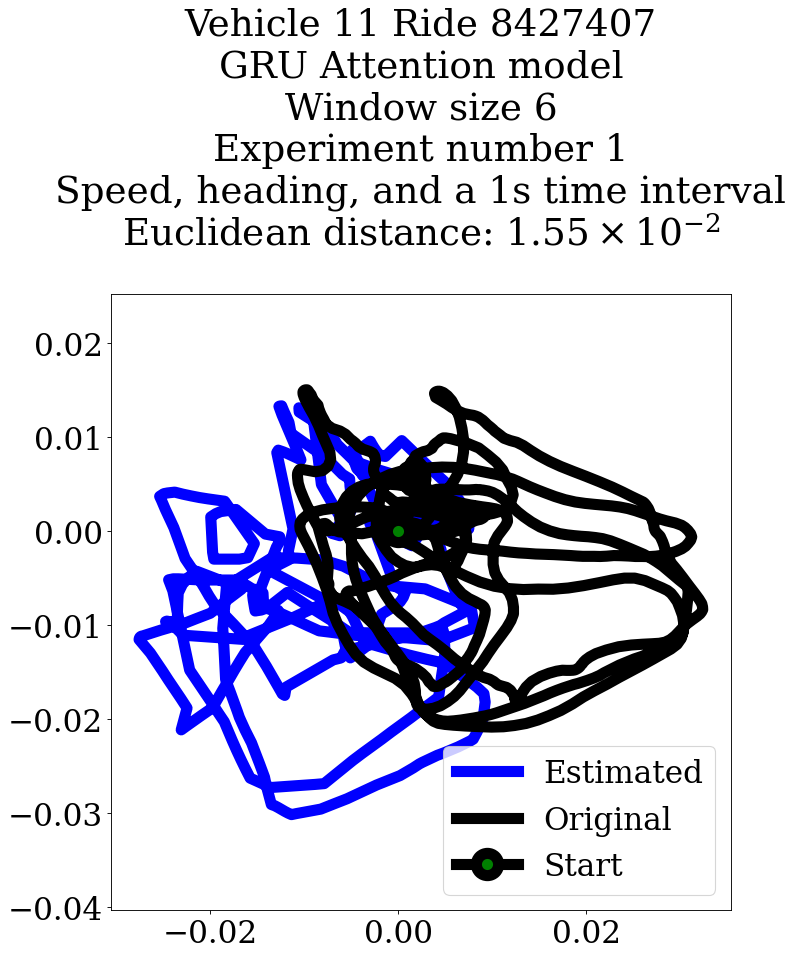 Vehicle 11 Ride 8427407
GRU Attention model
Window size 6
Experiment number 1
Speed, heading, and a 1s time interval
Euclidean distance: 1.55 × 10⁻²
0.02
0.01
0.00
−0.01
−0.02
−0.03
−0.04
Estimated
Original
Start
−0.02 0.00 0.02